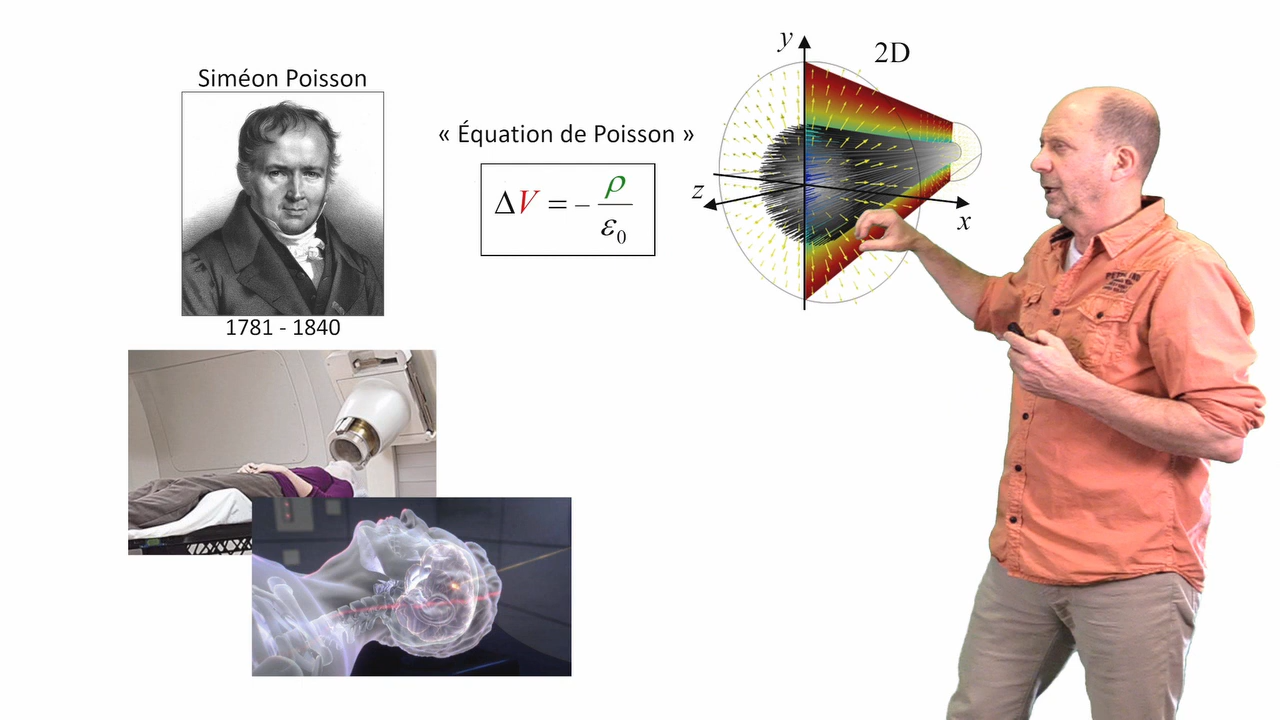 Siméon Poisson
1781 - 1840
« Équation de Poisson »
ΔV = - ρ / ε₀
2D
y
z
x